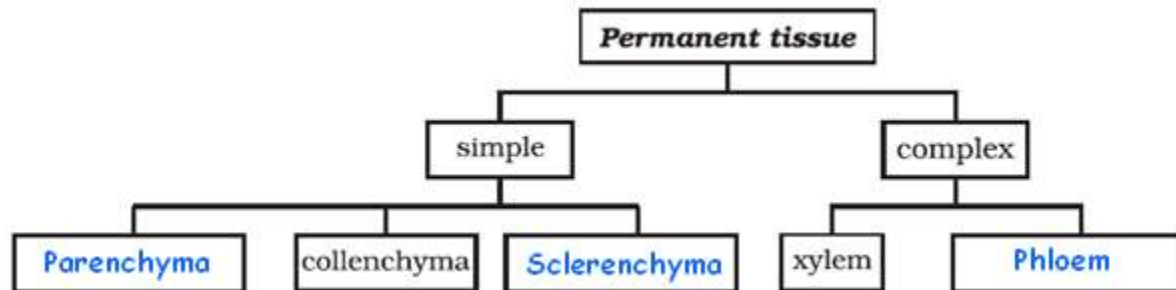 Permanent tissue
simple
complex
Parenchyma
collenchyma
Sclerenchyma
xylem
Phloem